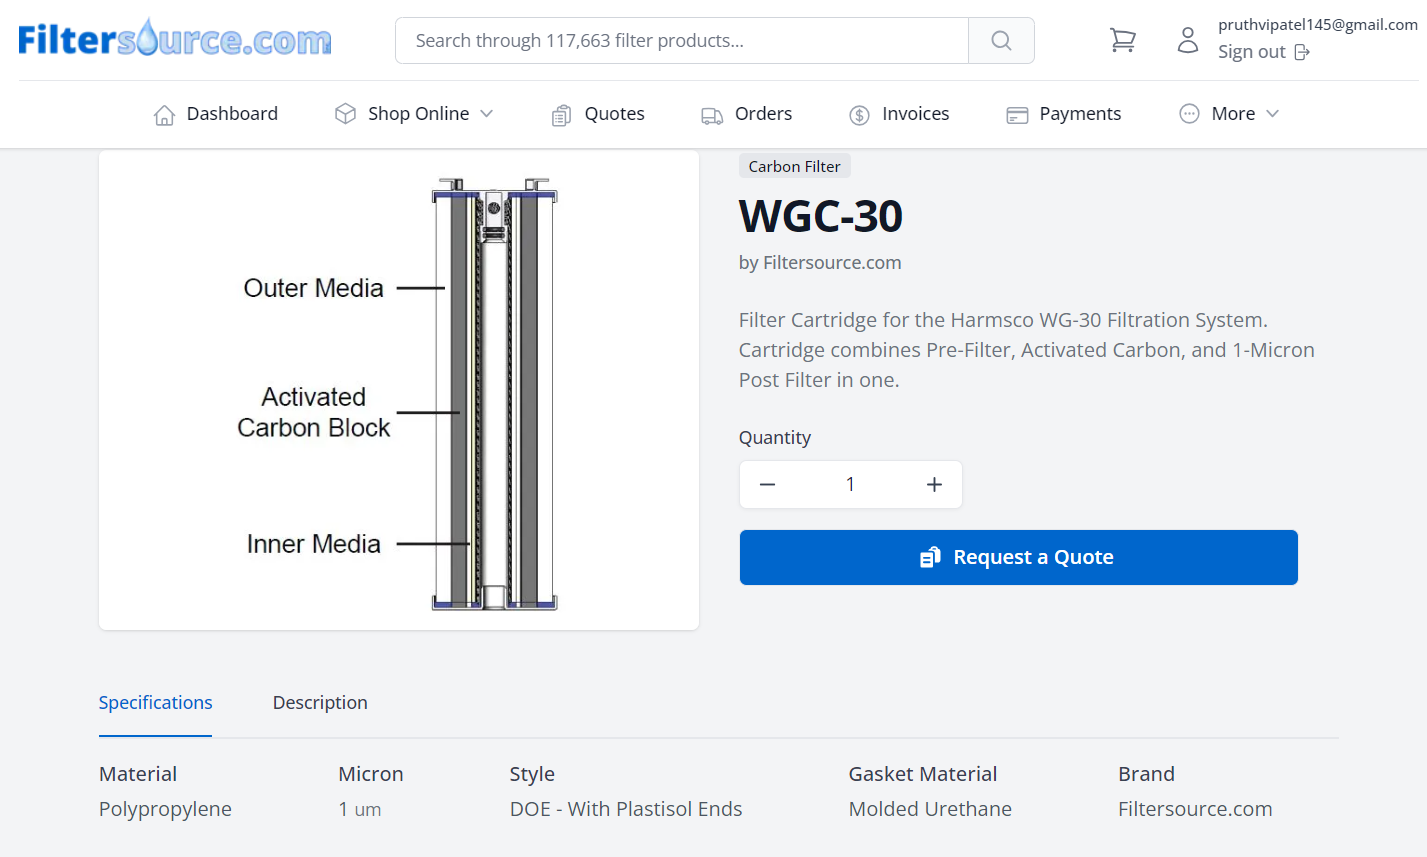 Filtersource.com
Search through 117,663 filter products...
pruthvipatel145@gmail.com
Sign out
Dashboard
Shop Online
Quotes
Orders
Invoices
Payments
More
Outer Media
Activated
Carbon Block
Inner Media
Carbon Filter
WGC-30
by Filtersource.com
Filter Cartridge for the Harmsco WG-30 Filtration System.
Cartridge combines Pre-Filter, Activated Carbon, and 1-Micron
Post Filter in one.
Quantity
1
Request a Quote
Specifications
Description
Material
Polypropylene
Micron
1 um
Style
DOE - With Plastisol Ends
Gasket Material
Molded Urethane
Brand
Filtersource.com